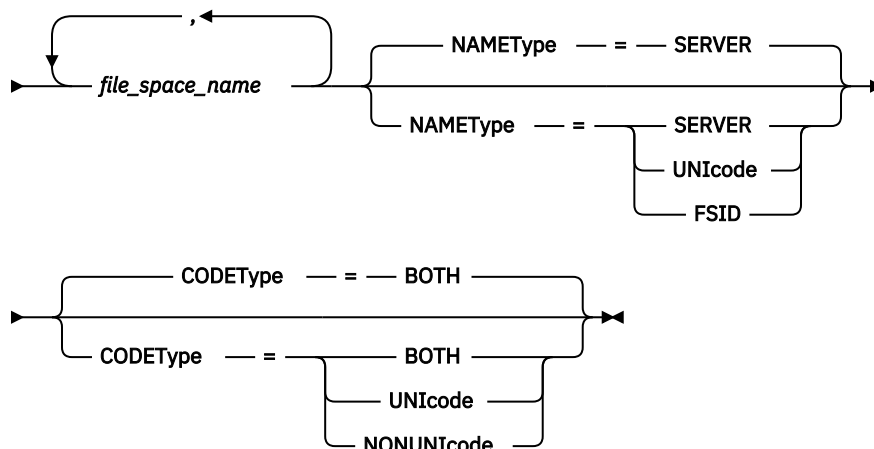 ,
NAMEType = SERVER
file_space_name
NAMEType = SERVER
UNIcode
FSID
CODEType = BOTH
CODEType = BOTH
UNIcode
NONUNIcode